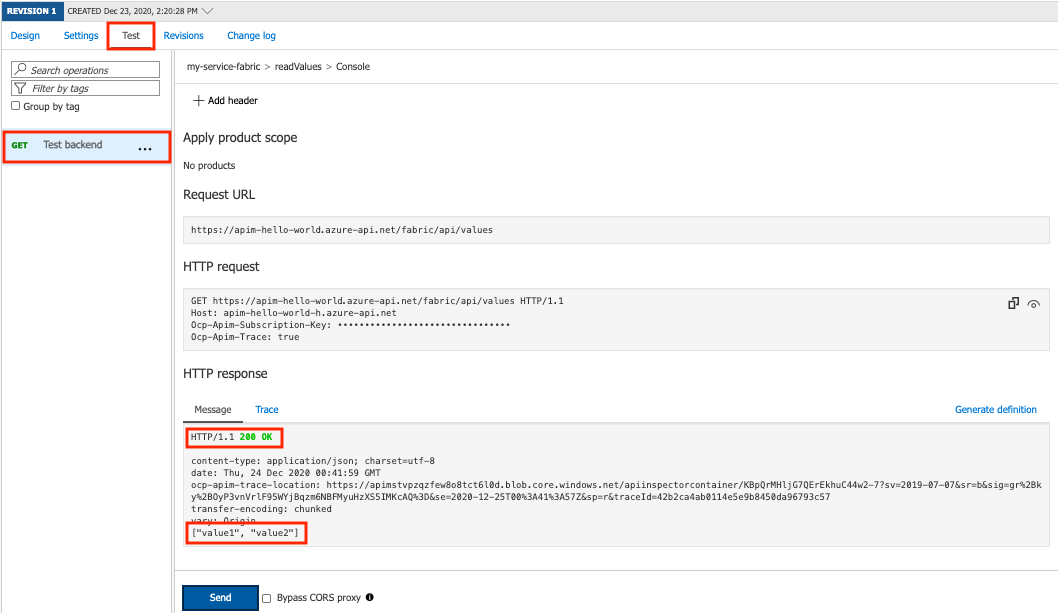 REVISION 1 CREATED Dec 23, 2020, 2:20:28 PM
Design Settings Test Revisions Change log
Search operations
Filter by tags
Group by tag
GET Test backend ...
my-service-fabric > readValues > Console
Add header
Apply product scope
No products
Request URL
https://apim-hello-world.azure-api.net/fabric/api/values
HTTP request
GET https://apim-hello-world.azure-api.net/fabric/api/values HTTP/1.1
Host: apim-hello-world-h.azure-api.net
Ocp-Apim-Subscription-Key: ••••••••••••••••••••••••••••••••
Ocp-Apim-Trace: true
HTTP response
Message Trace Generate definition
HTTP/1.1 200 OK
content-type: application/json; charset=utf-8
date: Thu, 24 Dec 2020 00:41:59 GMT
ocp-apim-trace-location: https://apimstvpzqzfew8o8tct6l0d.blob.core.windows.net/apiinspectorcontainer/KBpQrMHljG7QErEkhuC44w2-7?sv=2019-07-07&sr=b&sig=gr%2Bk
y%2BOyP3vnVrlF95WYjBqzm6NBFMyuHzXS5IMKcAQ%3D&se=2020-12-25T00%3A41%3A57Z&sp=r&traceId=42b2ca4ab0114e5e9b8450da96793c57
transfer-encoding: chunked
vary: Origin
["value1", "value2"]
Send Bypass CORS proxy